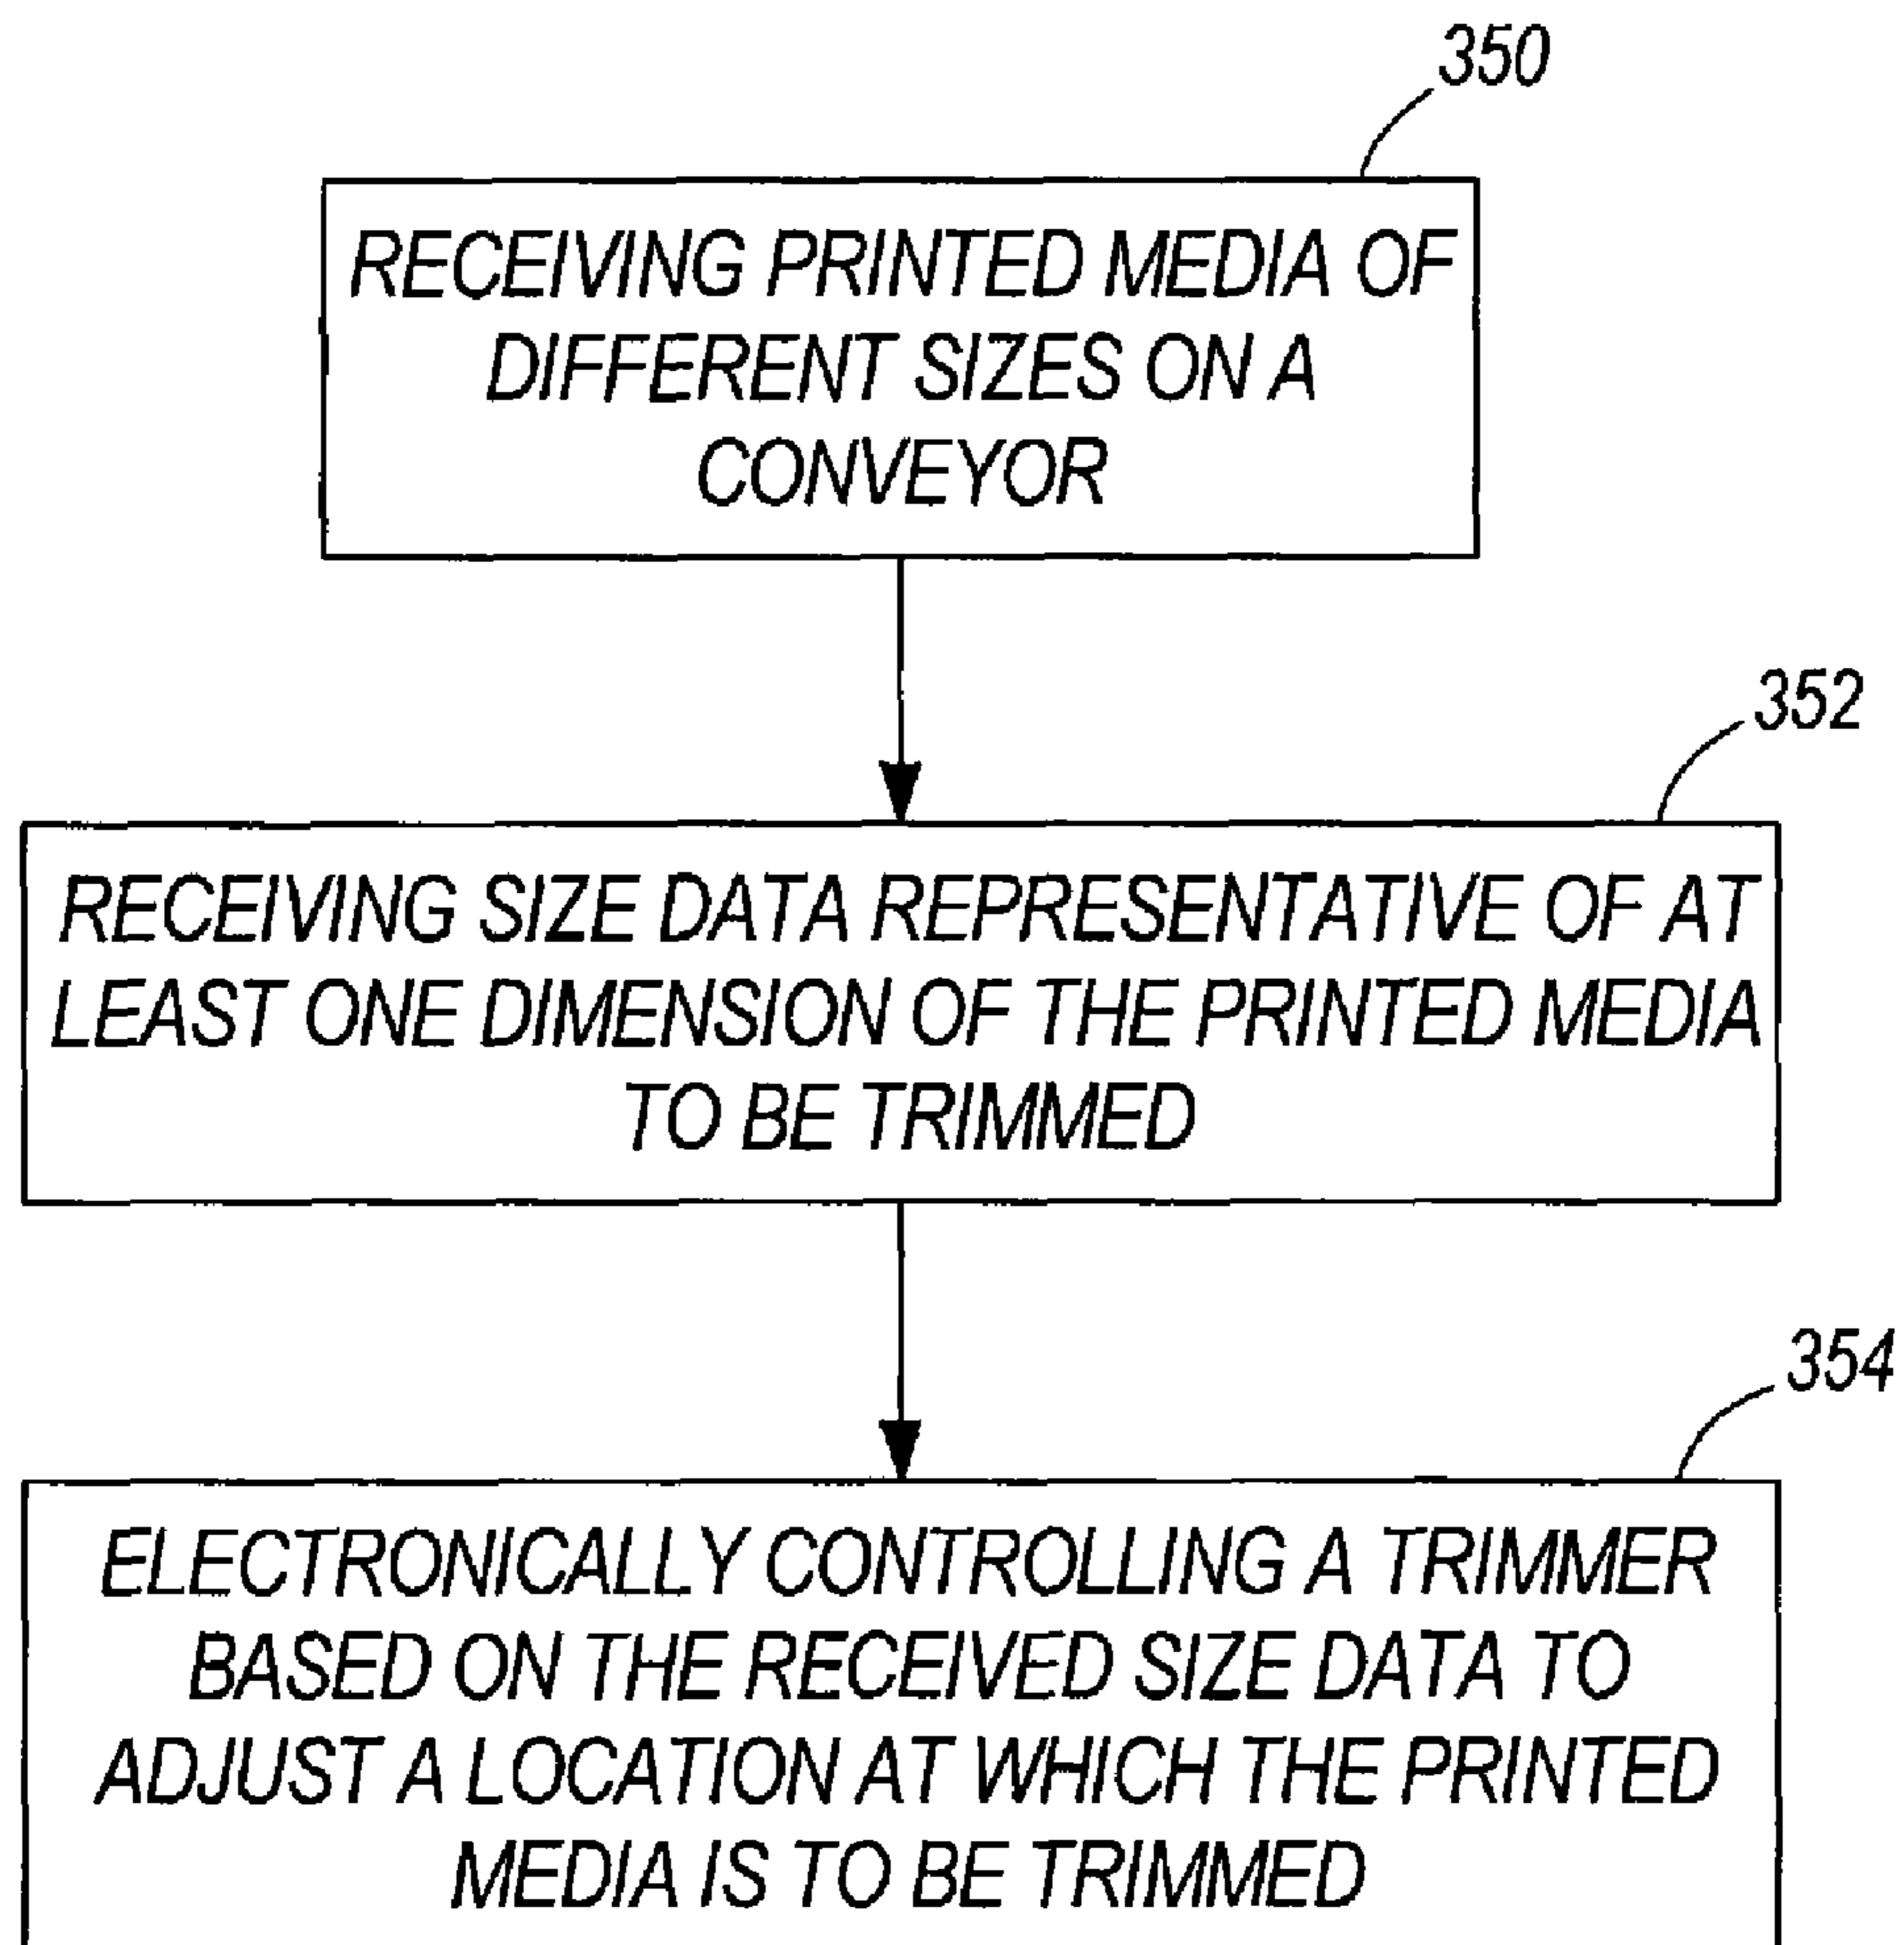 350
RECEIVING PRINTED MEDIA OF
DIFFERENT SIZES ON A
CONVEYOR
352
RECEIVING SIZE DATA REPRESENTATIVE OF AT
LEAST ONE DIMENSION OF THE PRINTED MEDIA
TO BE TRIMMED
354
ELECTRONICALLY CONTROLLING A TRIMMER
BASED ON THE RECEIVED SIZE DATA TO
ADJUST A LOCATION AT WHICH THE PRINTED
MEDIA IS TO BE TRIMMED